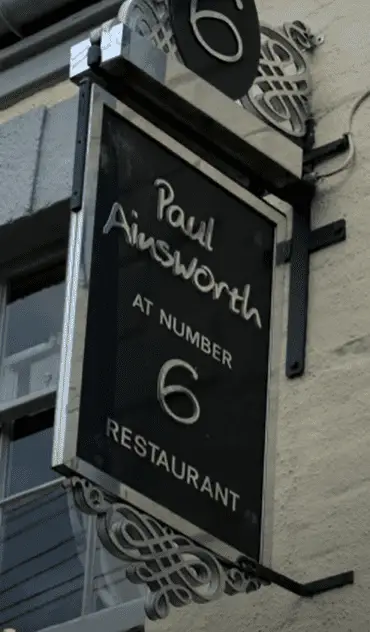 6
Paul
Ainsworth
AT NUMBER
6
RESTAURANT